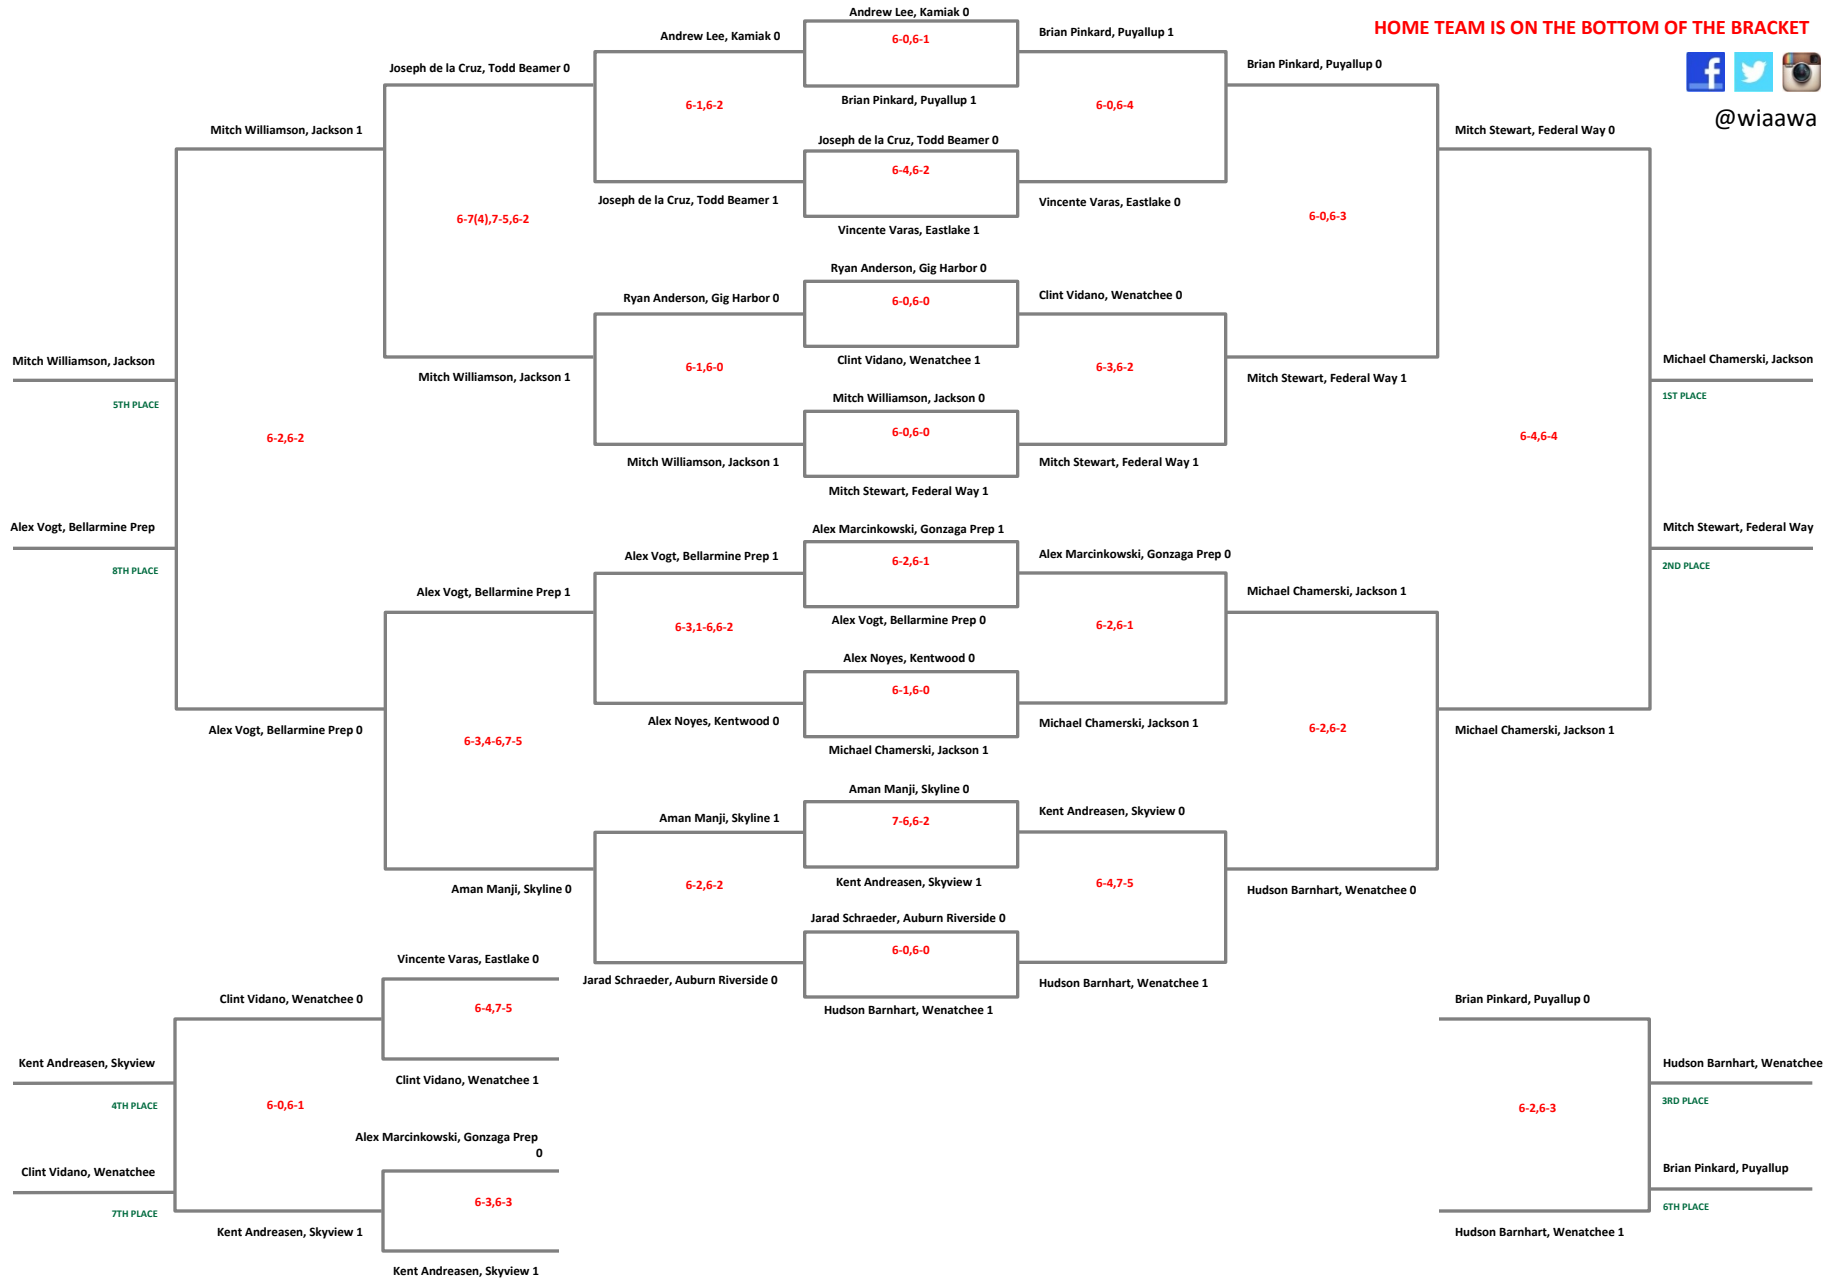 Andrew Lee, Kamiak 0
HOME TEAM IS ON THE BOTTOM OF THE BRACKET
Andrew Lee, Kamiak 0
6-0,6-1
Brian Pinkard, Puyallup 1
Joseph de la Cruz, Todd Beamer 0
Brian Pinkard, Puyallup 0
6-1,6-2
Brian Pinkard, Puyallup 1
6-0,6-4
@wiaawa
Mitch Williamson, Jackson 1
Joseph de la Cruz, Todd Beamer 0
Mitch Stewart, Federal Way 0
6-4,6-2
Joseph de la Cruz, Todd Beamer 1
Vincente Varas, Eastlake 0
6-7(4),7-5,6-2
6-0,6-3
Vincente Varas, Eastlake 1
Ryan Anderson, Gig Harbor 0
Ryan Anderson, Gig Harbor 0
6-0,6-0
Clint Vidano, Wenatchee 0
Mitch Williamson, Jackson
Clint Vidano, Wenatchee 1
Michael Chamerski, Jackson
6-1,6-0
6-3,6-2
Mitch Williamson, Jackson 1
Mitch Stewart, Federal Way 1
5TH PLACE
Mitch Williamson, Jackson 0
1ST PLACE
6-2,6-2
6-0,6-0
6-4,6-4
Mitch Williamson, Jackson 1
Mitch Stewart, Federal Way 1
Mitch Stewart, Federal Way 1
Alex Vogt, Bellarmine Prep
Alex Marcinkowski, Gonzaga Prep 1
Mitch Stewart, Federal Way
Alex Vogt, Bellarmine Prep 1
6-2,6-1
Alex Marcinkowski, Gonzaga Prep 0
8TH PLACE
2ND PLACE
Alex Vogt, Bellarmine Prep 1
Michael Chamerski, Jackson 1
Alex Vogt, Bellarmine Prep 0
6-3,1-6,6-2
6-2,6-1
Alex Noyes, Kentwood 0
6-1,6-0
Alex Noyes, Kentwood 0
Michael Chamerski, Jackson 1
Alex Vogt, Bellarmine Prep 0
6-3,4-6,7-5
6-2,6-2
Michael Chamerski, Jackson 1
Michael Chamerski, Jackson 1
Aman Manji, Skyline 0
Aman Manji, Skyline 1
7-6,6-2
Kent Andreasen, Skyview 0
Aman Manji, Skyline 0
6-2,6-2
Kent Andreasen, Skyview 1
6-4,7-5
Hudson Barnhart, Wenatchee 0
Jarad Schraeder, Auburn Riverside 0
6-0,6-0
Vincente Varas, Eastlake 0
Jarad Schraeder, Auburn Riverside 0
Hudson Barnhart, Wenatchee 1
Clint Vidano, Wenatchee 0
6-4,7-5
Hudson Barnhart, Wenatchee 1
Brian Pinkard, Puyallup 0
Kent Andreasen, Skyview
Clint Vidano, Wenatchee 1
Hudson Barnhart, Wenatchee
4TH PLACE
6-0,6-1
6-2,6-3
3RD PLACE
Alex Marcinkowski, Gonzaga Prep
0
Clint Vidano, Wenatchee
Brian Pinkard, Puyallup
7TH PLACE
6-3,6-3
6TH PLACE
Kent Andreasen, Skyview 1
Hudson Barnhart, Wenatchee 1
Kent Andreasen, Skyview 1